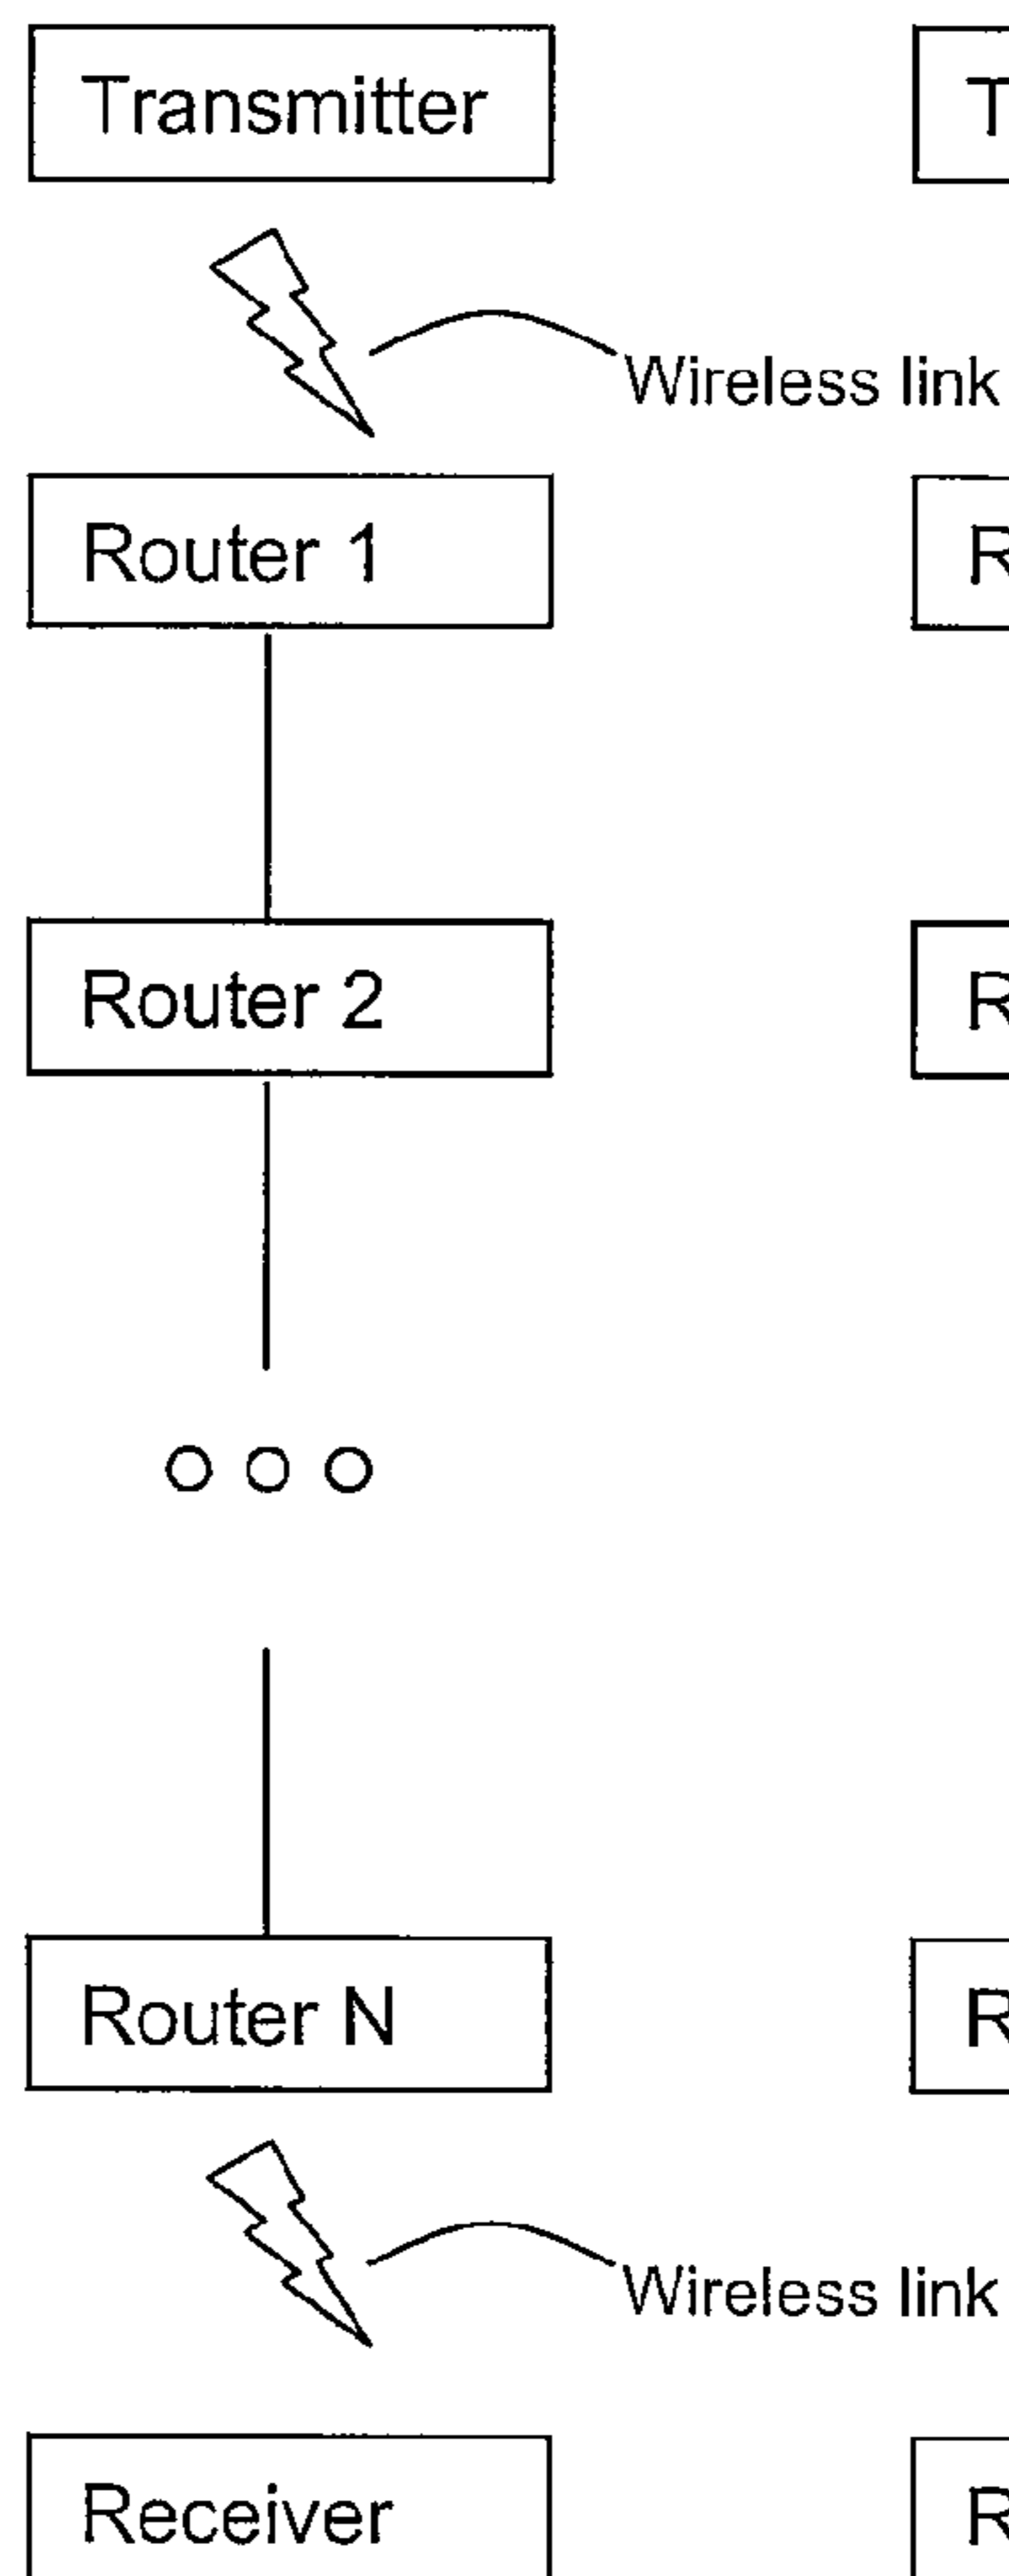 Transmitter
Wireless link
Router 1
Router 2
Router N
Wireless link
Receiver